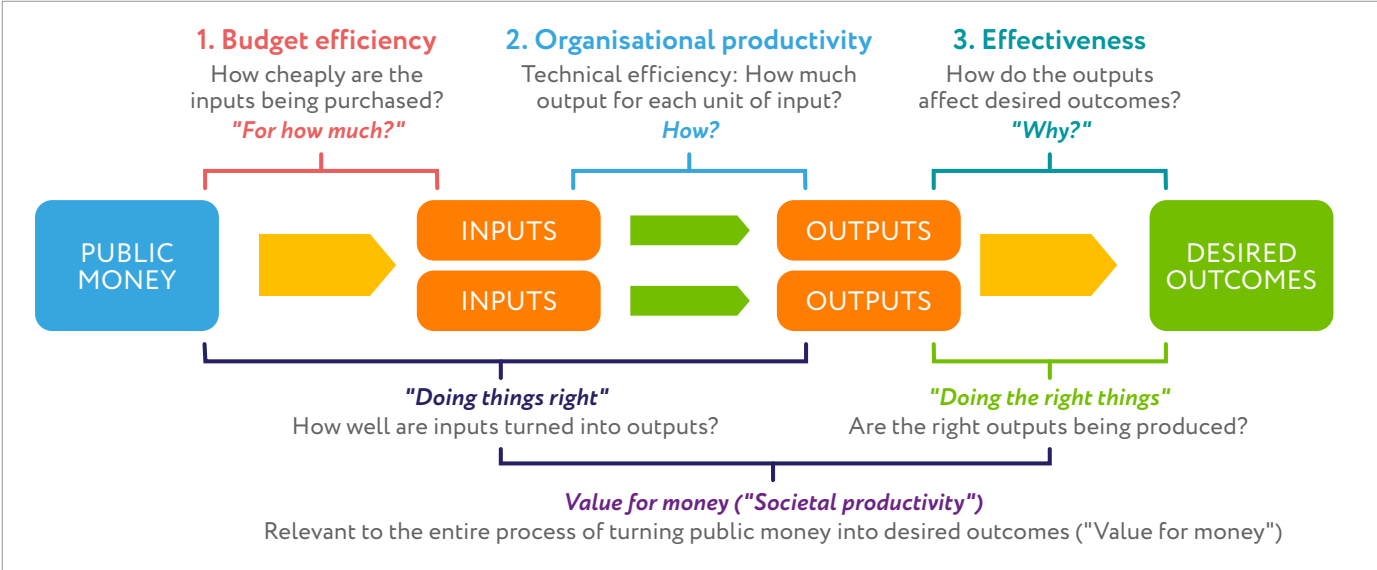 1. Budget efficiency
How cheaply are the
inputs being purchased?
"For how much?"
2. Organisational productivity
Technical efficiency: How much
output for each unit of input?
How?
3. Effectiveness
How do the outputs
affect desired outcomes?
"Why?"
PUBLIC
MONEY
INPUTS
INPUTS
OUTPUTS
OUTPUTS
DESIRED
OUTCOMES
"Doing things right"
How well are inputs turned into outputs?
"Doing the right things"
Are the right outputs being produced?
Value for money ("Societal productivity")
Relevant to the entire process of turning public money into desired outcomes ("Value for money")